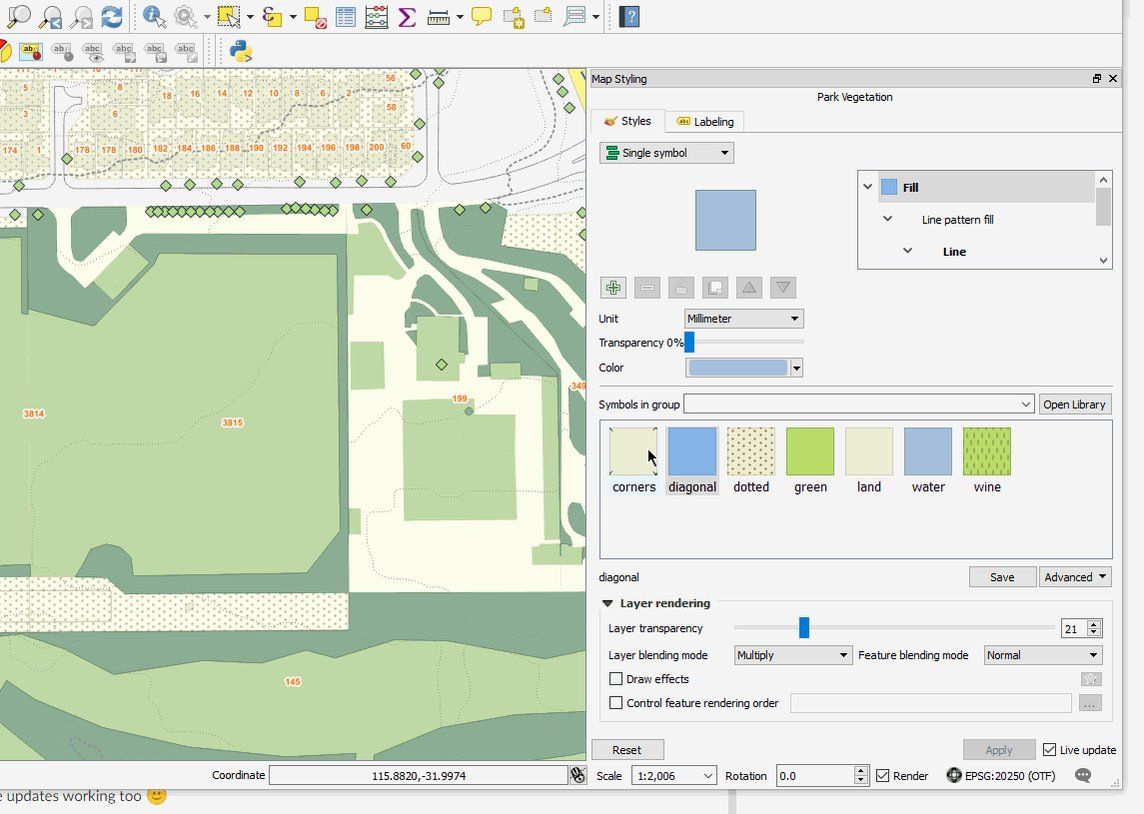 abc
abc
abc
abc
abc
abc
Map Styling
Park Vegetation
Styles
Labeling
Single symbol
Fill
Line pattern fill
Line
Unit
Millimeter
Transparency 0%
Color
Symbols in group
Open Library
corners
diagonal
dotted
green
land
water
wine
diagonal
Save
Advanced
Layer rendering
Layer transparency
21
Layer blending mode
Multiply
Feature blending mode
Normal
Draw effects
Control feature rendering order
...
Reset
Apply
Live update
56
5
8
18
16
14
12
10
8
6
2
58
3
6
174
1
178
178
180
182
184
186
188
190
192
194
196
198
200
60
3814
3815
199
349
145
Coordinate
115.8820,-31.9974
Scale
1:2,006
Rotation
0.0
Render
EPSG:20250 (OTF)
e updates working too 🙂